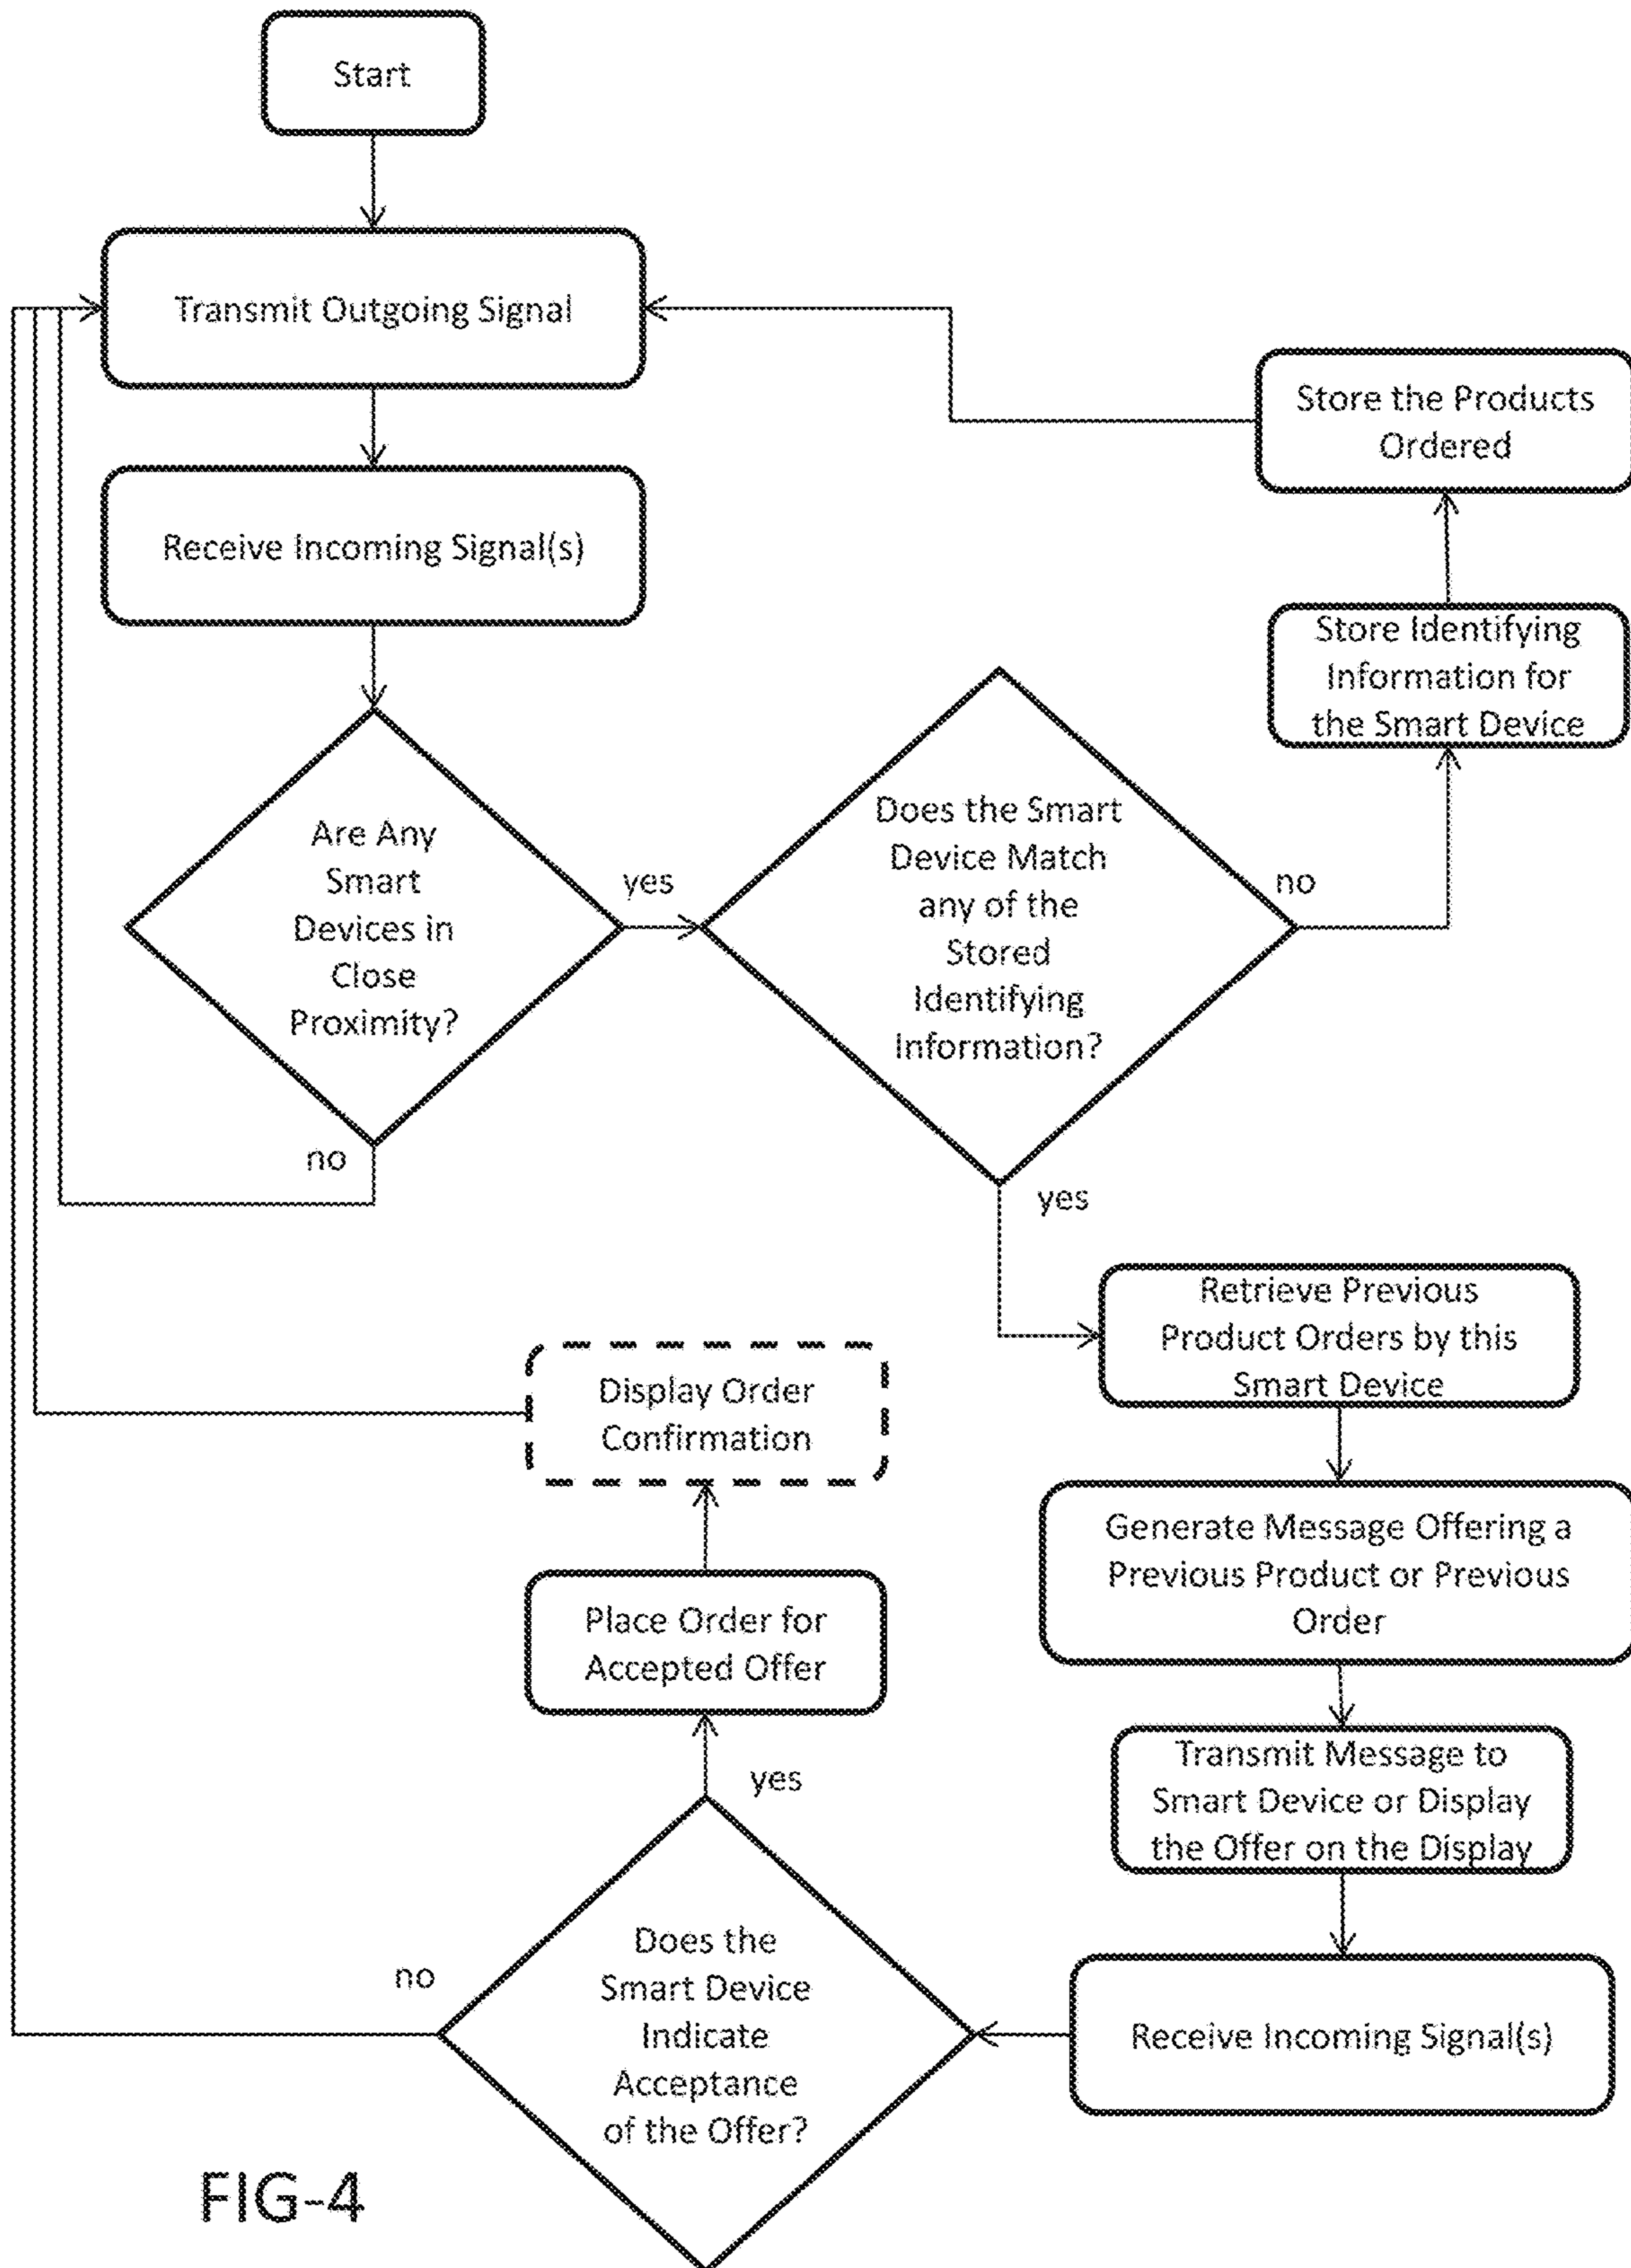 Start
Transmit Outgoing Signal
Receive Incoming Signal(s)
Are Any
Smart
Devices in
Close
Proximity?
yes
no
Does the Smart
Device Match
any of the
Stored
Identifying
Information?
no
yes
Store Identifying
Information for
the Smart Device
Store the Products
Ordered
Retrieve Previous
Product Orders by this
Smart Device
Generate Message Offering a
Previous Product or Previous
Order
Transmit Message to
Smart Device or Display
the Offer on the Display
Receive Incoming Signal(s)
Does the
Smart Device
Indicate
Acceptance
of the Offer?
no
yes
Place Order for
Accepted Offer
Display Order
Confirmation
FIG-4